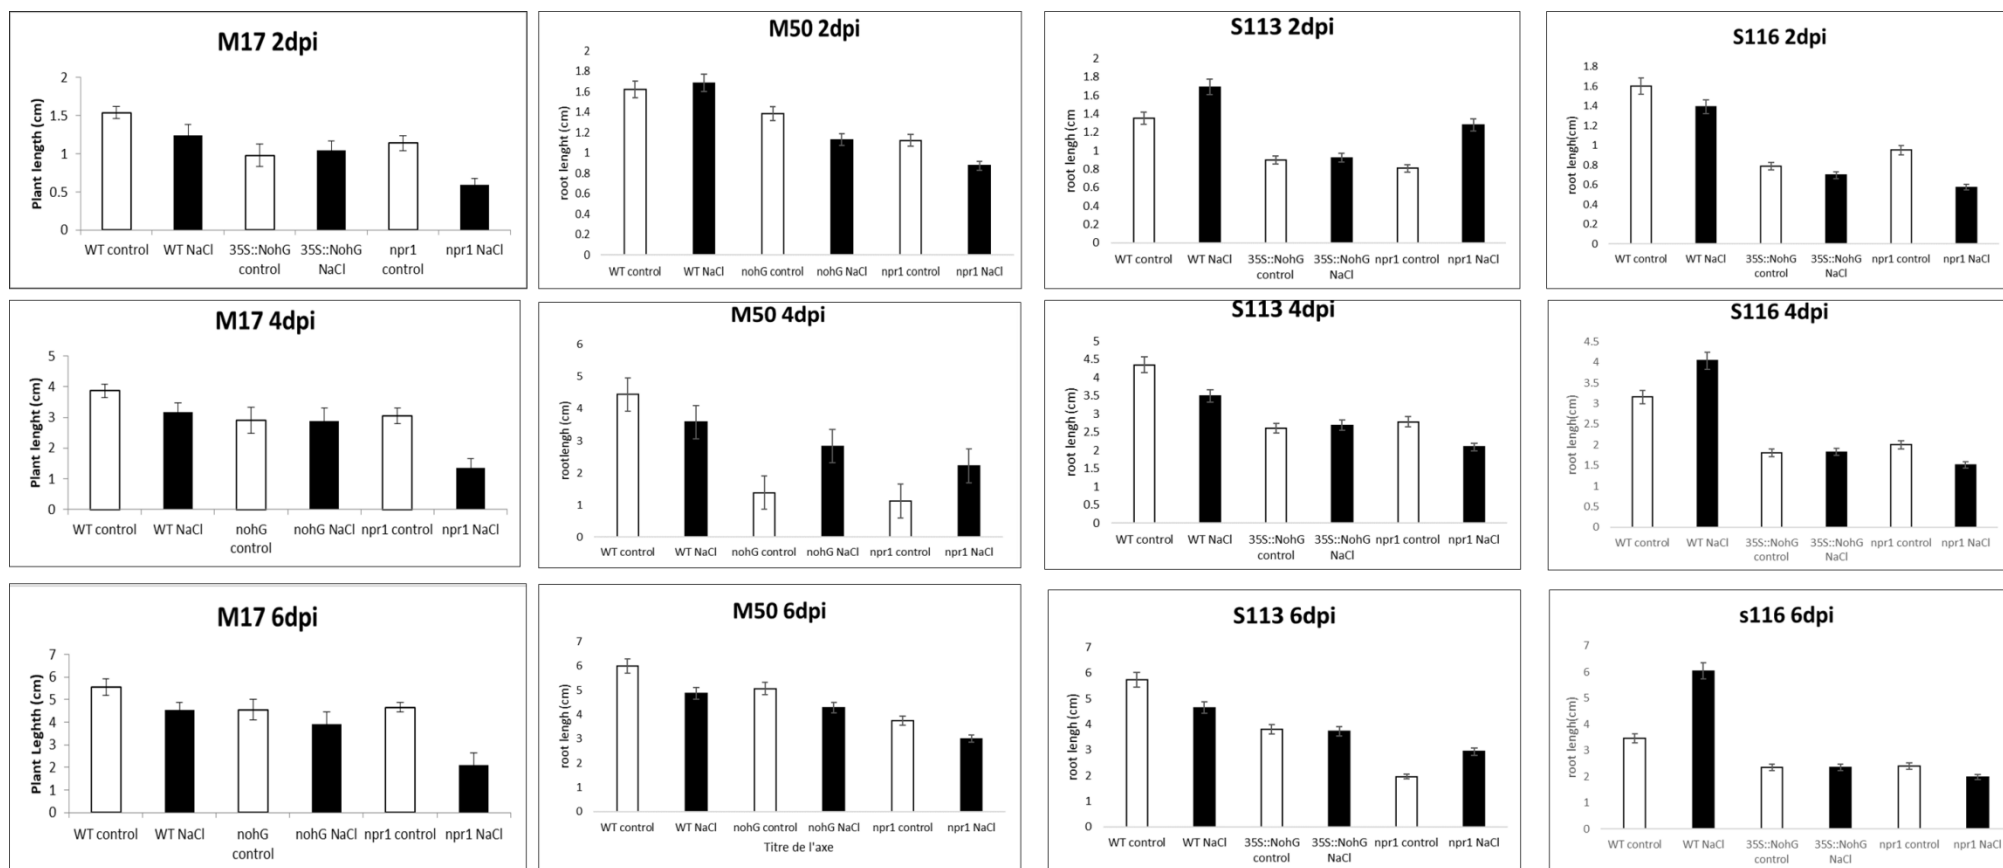 M17 2dpi
Plant length (cm)
2
1.5
1
0.5
0
WT control
WT NaCl
35S::NohG
control
35S::NohG
NaCl
npr1
control
npr1 NaCl
M50 2dpi
root lenght (cm)
2
1.8
1.6
1.4
1.2
1
0.8
0.6
0.4
0.2
0
WT control
WT NaCl
nohG control
nohG NaCl
npr1 control
npr1 NaCl
S113 2dpi
root lengh (cm
2
1.8
1.6
1.4
1.2
1
0.8
0.6
0.4
0.2
0
WT control
WT NaCl
35S::NohG
control
35S::NohG
NaCl
npr1 control
npr1 NaCl
S116 2dpi
root lengh(cm)
1.8
1.6
1.4
1.2
1
0.8
0.6
0.4
0.2
0
WT control
WT NaCl
35S::NohG
control
35S::NohG
NaCl
npr1 control
npr1 NaCl
M17 4dpi
Plant lenght (cm)
5
4
3
2
1
0
WT control
WT NaCl
nohG
control
nohG NaCl
npr1 control
npr1 NaCl
M50 4dpi
rootlengh (cm)
6
5
4
3
2
1
0
WT control
WT NaCl
nohG control
nohG NaCl
npr1 control
npr1 NaCl
S113 4dpi
root lengh (cm)
5
4.5
4
3.5
3
2.5
2
1.5
1
0.5
0
WT control
WT NaCl
35S::NohG
control
35S::NohG
NaCl
npr1 control
npr1 NaCl
S116 4dpi
root lengh(cm)
4.5
4
3.5
3
2.5
2
1.5
1
0.5
0
WT control
WT NaCl
35S::NohG
control
35S::NohG
NaCl
npr1 control
npr1 NaCl
M17 6dpi
Plant Leghth (cm)
7
6
5
4
3
2
1
0
WT control
WT NaCl
nohG
control
nohG NaCl
npr1 control
npr1 NaCl
M50 6dpi
root lengh (cm)
7
6
5
4
3
2
1
0
WT control
WT NaCl
nohG control
nohG NaCl
npr1 control
npr1 NaCl
Titre de l'axe
S113 6dpi
root lengh (cm)
7
6
5
4
3
2
1
0
WT control
WT NaCl
35S::NohG
control
35S::NohG
NaCl
npr1 control
npr1 NaCl
s116 6dpi
root lengh(cm)
7
6
5
4
3
2
1
0
WT control
WT NaCl
35S::NohG
control
35S::NohG
NaCl
npr1 control
npr1 NaCl